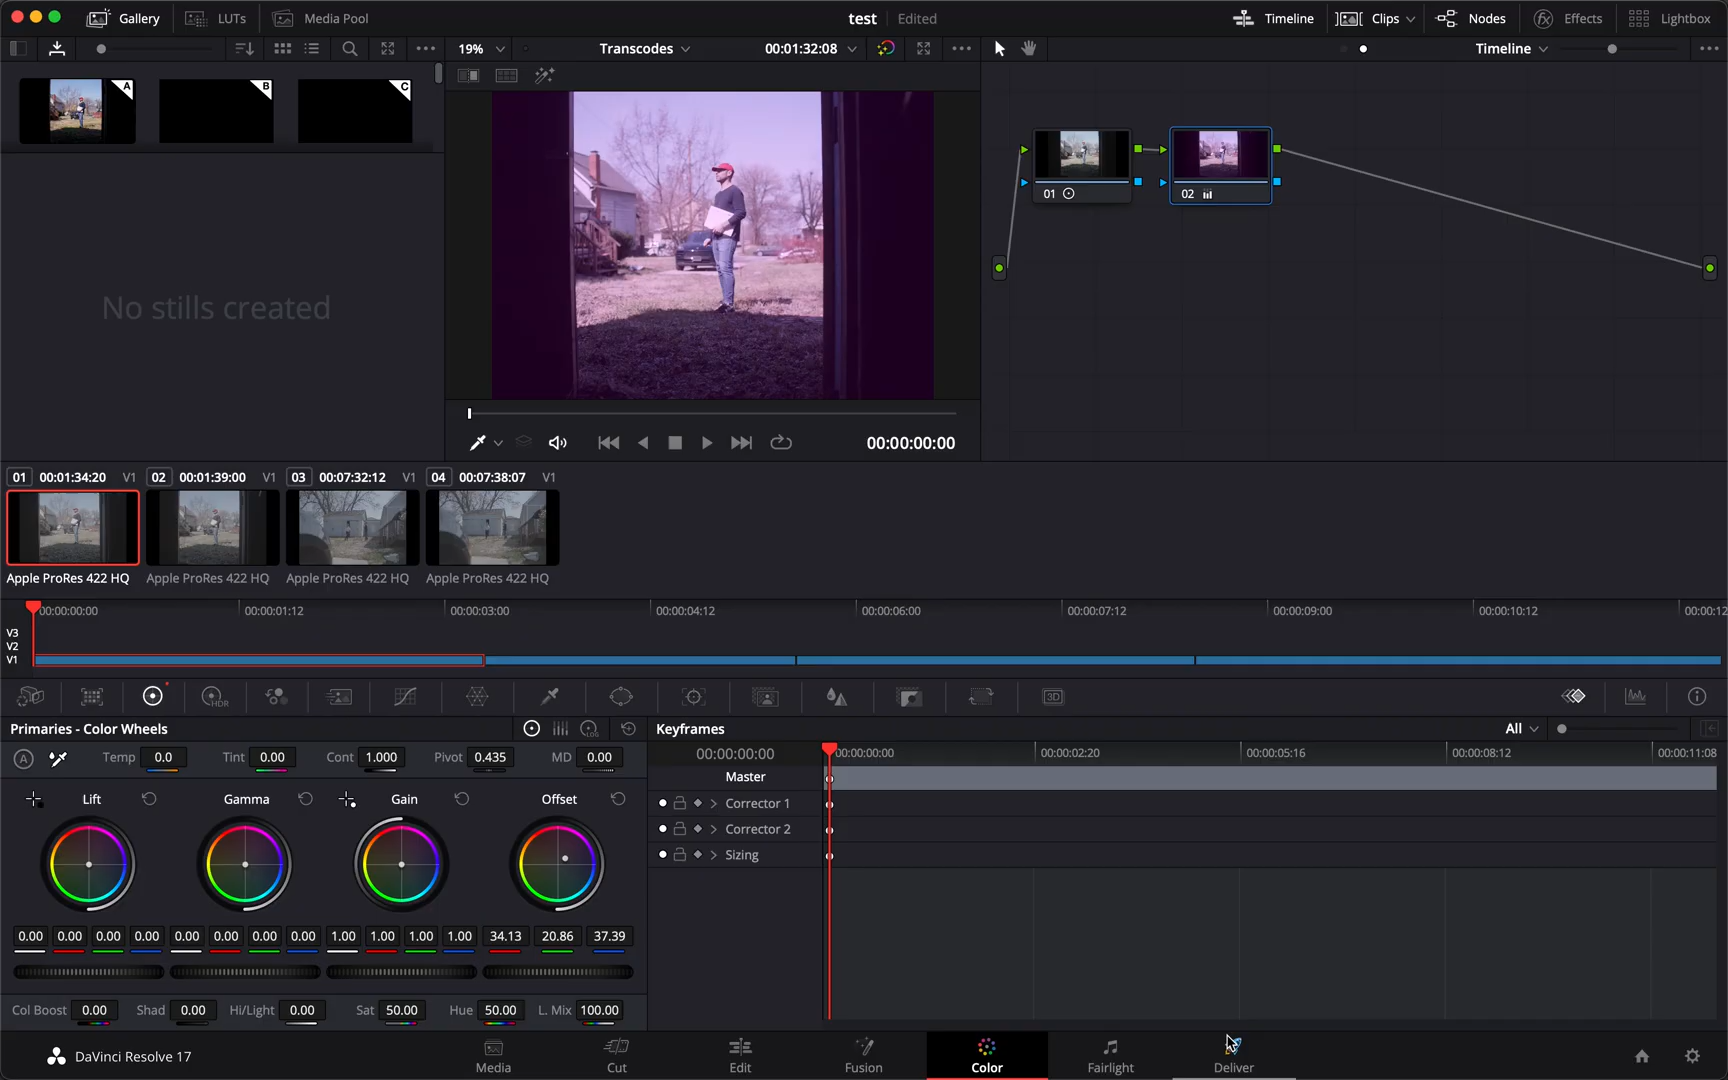 Gallery LUTs Media Pool test Edited Timeline Clips Nodes Effects Lightbox
19% Transcodes 00:01:32:08 Timeline
A B C
No stills created
01 02
00:00:00:00
01 00:01:34:20 V1 02 00:01:39:00 V1 03 00:07:32:12 V1 04 00:07:38:07 V1
Apple ProRes 422 HQ Apple ProRes 422 HQ Apple ProRes 422 HQ Apple ProRes 422 HQ
00:00:00:00 00:00:01:12 00:00:03:00 00:00:04:12 00:00:06:00 00:00:07:12 00:00:09:00 00:00:10:12 00:00:12
V3
V2
V1
HDR 3D
Primaries - Color Wheels LOG Keyframes All
A Temp 0.0 Tint 0.00 Cont 1.000 Pivot 0.435 MD 0.00 00:00:00:00 00:00:00:00 00:00:02:20 00:00:05:16 00:00:08:12 00:00:11:08
Master
Lift Gamma Gain Offset Corrector 1
Corrector 2
Sizing
0.00 0.00 0.00 0.00 0.00 0.00 0.00 0.00 1.00 1.00 1.00 1.00 34.13 20.86 37.39
Col Boost 0.00 Shad 0.00 Hi/Light 0.00 Sat 50.00 Hue 50.00 L. Mix 100.00
DaVinci Resolve 17 Media Cut Edit Fusion Color Fairlight Deliver